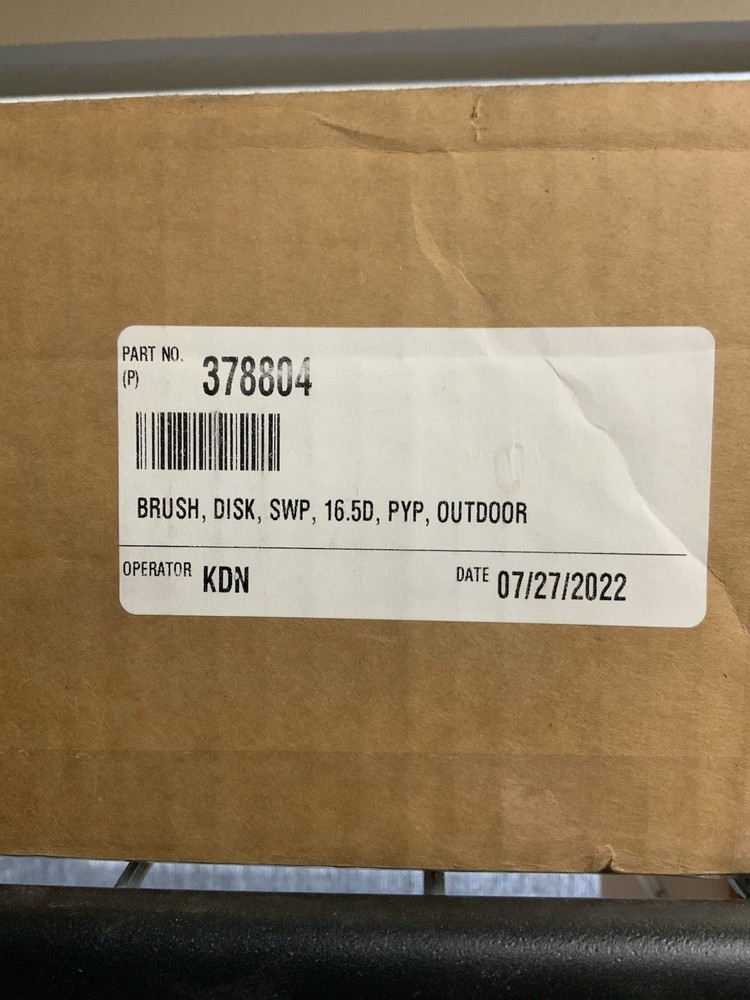 PART NO. 378804
(P)
BRUSH, DISK, SWP, 16.5D, PYP, OUTDOOR
OPERATOR KDN DATE 07/27/2022